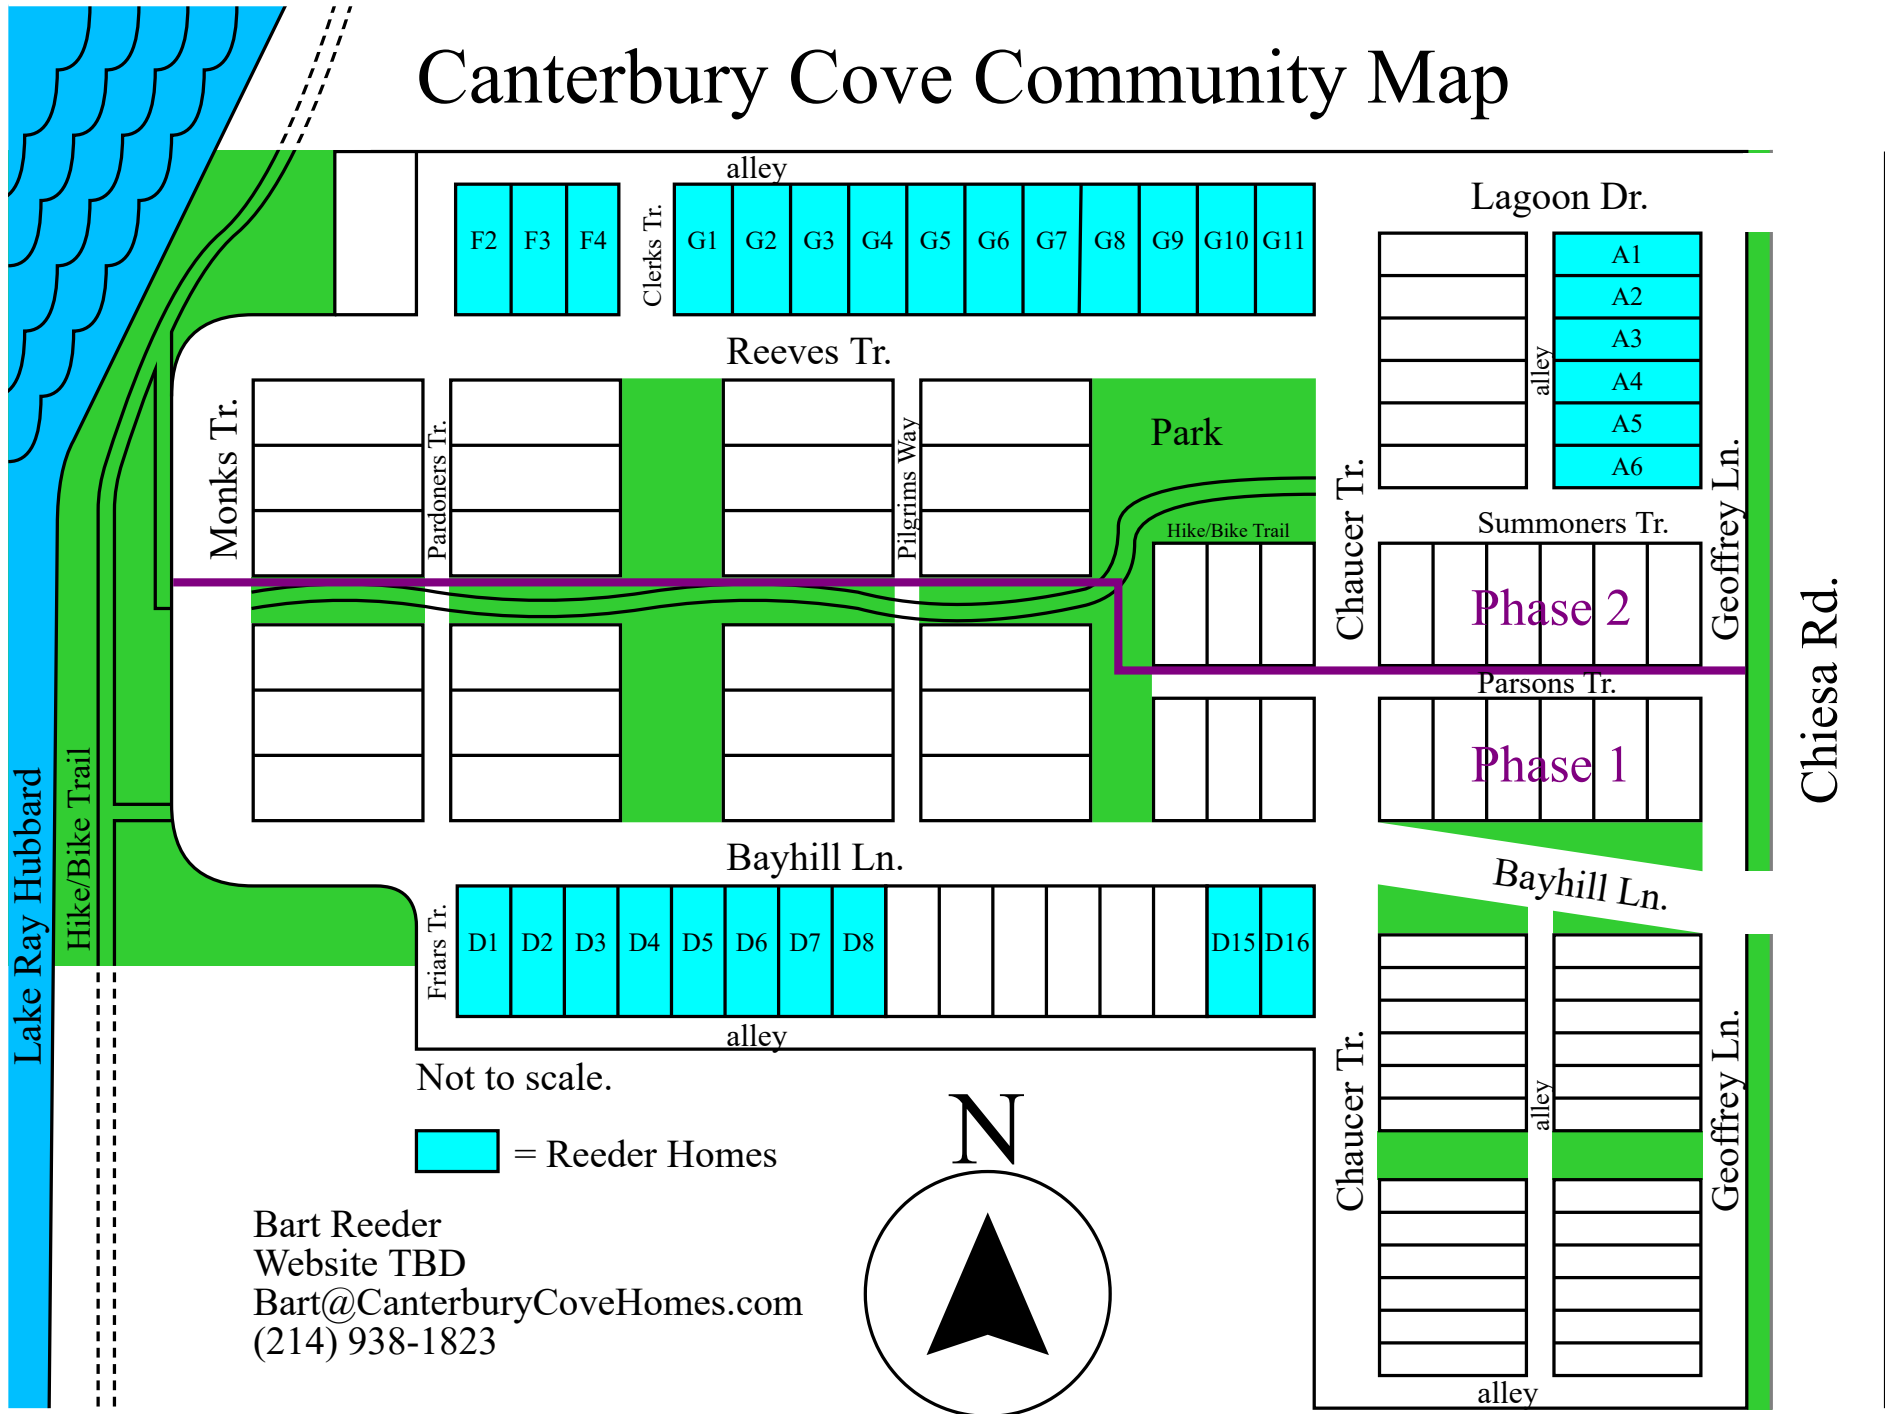 Canterbury Cove Community Map
alley
Lagoon Dr.
F2
F3
F4
Clerks Tr.
G1
G2
G3
G4
G5
G6
G7
G8
G9
G10
G11
A1
A2
A3
A4
A5
A6
alley
Reeves Tr.
Monks Tr.
Pardoners Tr.
Pilgrims Way
Park
Hike/Bike Trail
Chaucer Tr.
Summoners Tr.
Geoffrey Ln.
Phase 2
Parsons Tr.
Phase 1
Chiesa Rd.
Lake Ray Hubbard
Hike/Bike Trail
Bayhill Ln.
Bayhill Ln.
Friars Tr.
D1
D2
D3
D4
D5
D6
D7
D8
D15
D16
alley
Chaucer Tr.
alley
Geoffrey Ln.
alley
Not to scale.
= Reeder Homes
N
Bart Reeder
Website TBD
Bart@CanterburyCoveHomes.com
(214) 938-1823